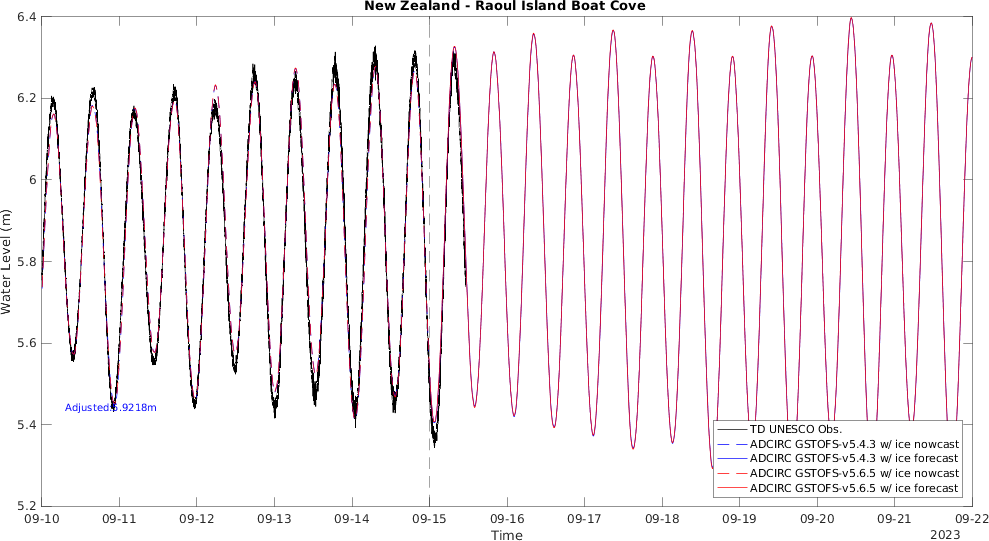 New Zealand - Raoul Island Boat Cove
Water Level (m)
6.4
6.2
6
5.8
5.6
5.4
5.2
Adjusted:5.9218m
TD UNESCO Obs.
ADCIRC GSTOFS-v5.4.3 w/ ice nowcast
ADCIRC GSTOFS-v5.4.3 w/ ice forecast
ADCIRC GSTOFS-v5.6.5 w/ ice nowcast
ADCIRC GSTOFS-v5.6.5 w/ ice forecast
09-10 09-11 09-12 09-13 09-14 09-15 09-16 09-17 09-18 09-19 09-20 09-21 09-22
Time
2023